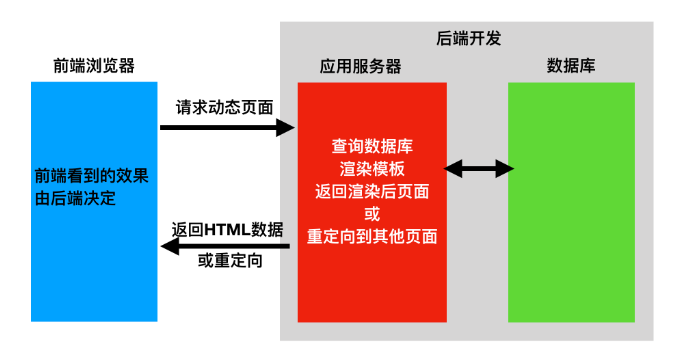 后端开发
前端浏览器
应用服务器
数据库
请求动态页面
前端看到的效果
由后端决定
查询数据库
渲染模板
返回渲染后页面
或
重定向到其他页面
返回HTML数据
或重定向